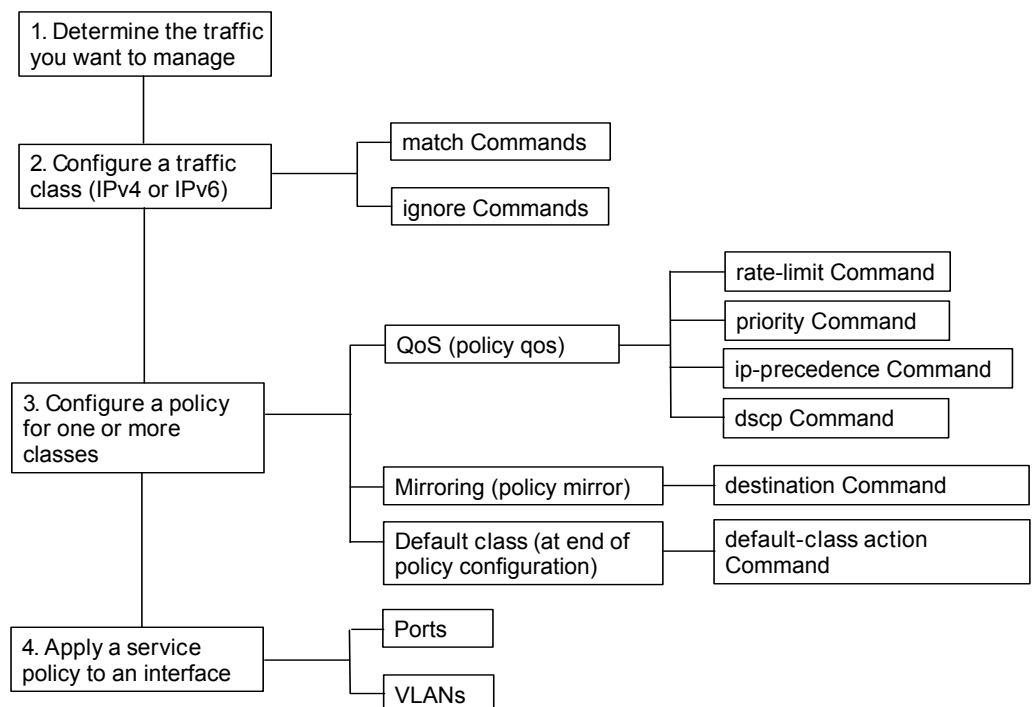 1. Determine the traffic
you want to manage
2. Configure a traffic
class (IPv4 or IPv6)
match Commands
ignore Commands
3. Configure a policy
for one or more
classes
QoS (policy qos)
rate-limit Command
priority Command
ip-precedence Command
dscp Command
Mirroring (policy mirror)
destination Command
Default class (at end of
policy configuration)
default-class action
Command
4. Apply a service
policy to an interface
Ports
VLANs